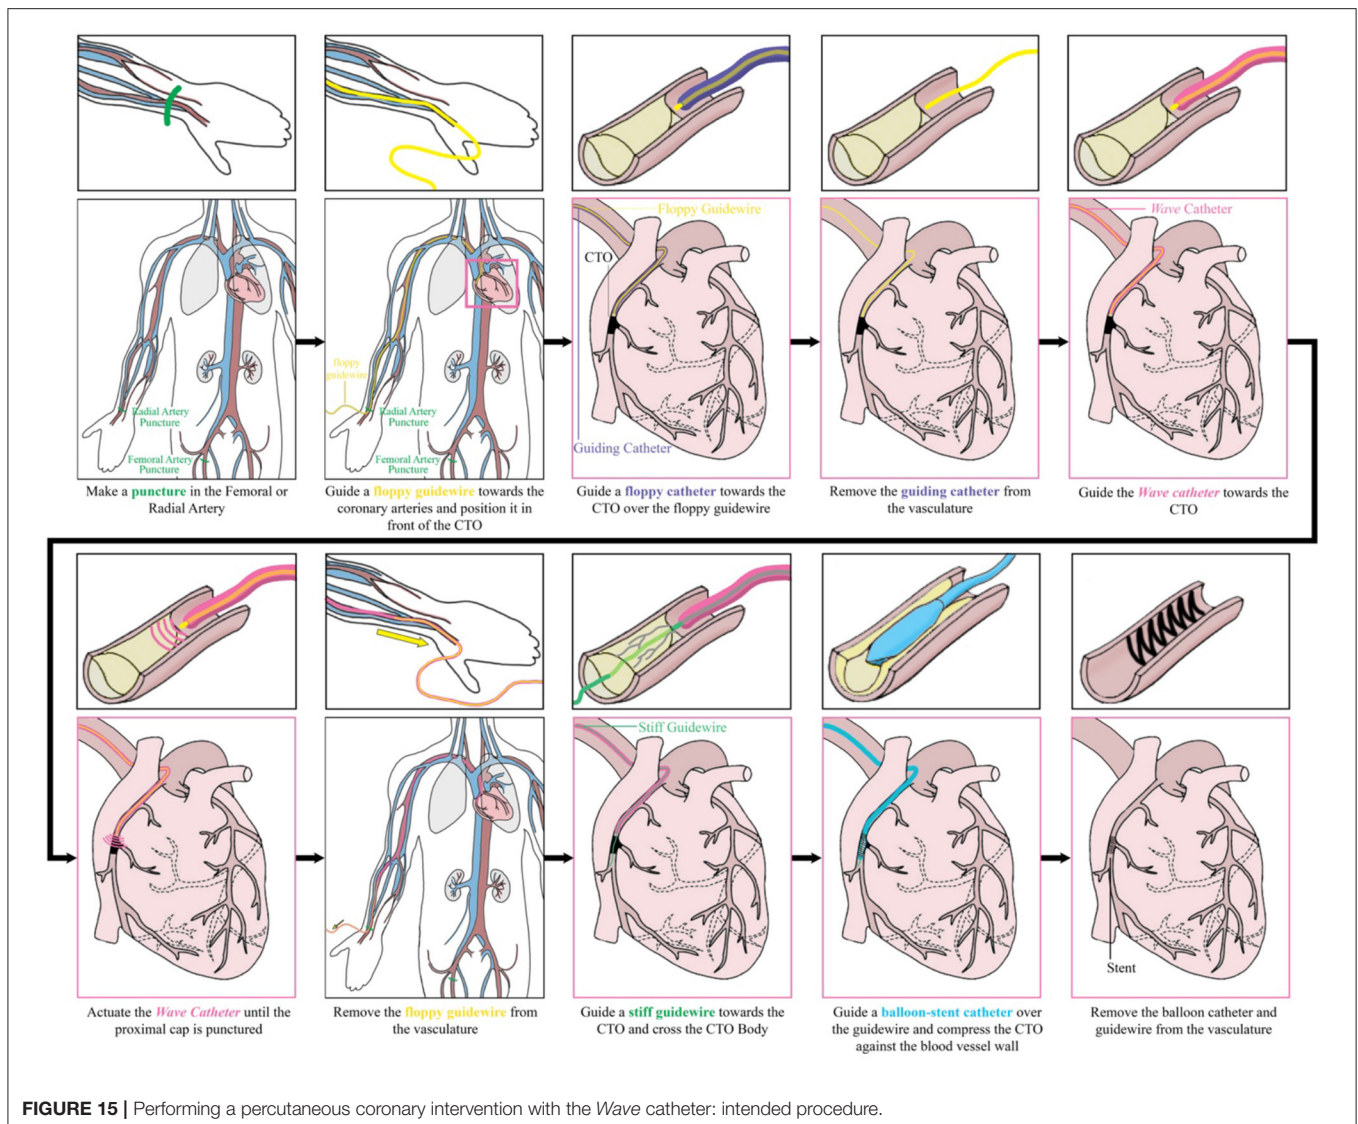 Radial Artery
Puncture
Femoral Artery
Puncture
Make a puncture in the Femoral or
Radial Artery
floppy
guidewire
Radial Artery
Puncture
Femoral Artery
Puncture
Guide a floppy guidewire towards the
coronary arteries and position it in
front of the CTO
Floppy Guidewire
CTO
Guiding Catheter
Guide a floppy catheter towards the
CTO over the floppy guidewire
Remove the guiding catheter from
the vasculature
Wave Catheter
Guide the Wave catheter towards the
CTO
Actuate the Wave Catheter until the
proximal cap is punctured
Remove the floppy guidewire from
the vasculature
Stiff Guidewire
Guide a stiff guidewire towards the
CTO and cross the CTO Body
Guide a balloon-stent catheter over
the guidewire and compress the CTO
against the blood vessel wall
Stent
Remove the balloon catheter and
guidewire from the vasculature
FIGURE 15 | Performing a percutaneous coronary intervention with the Wave catheter: intended procedure.